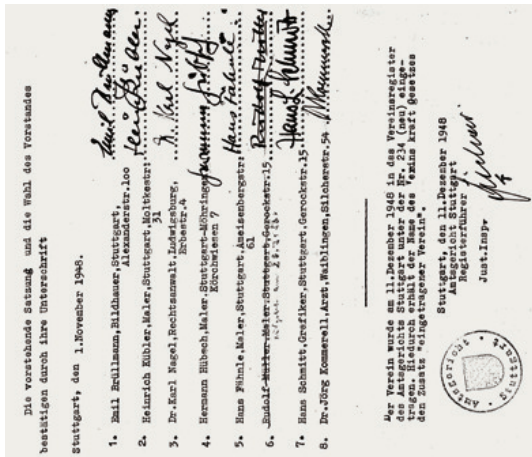 Die vorstehende Satzung und die Wahl des Vorstandes
bestätigen durch ihre Unterschrift
Stuttgart, den 1.November 1948.
1. Emil Brüllmann,Bildhauer,Stuttgart,
Alexanderstr.100
2. Heinrich Kübler,Maler,Stuttgart,Moltkestr:
31
3. Dr.Karl Nagel,Rechtsanwalt,Ludwigsburg,
Erbestr.4
4. Hermann Hübsch,Maler,Stuttgart-Möhringen
Körchwiesen 7
5. Hans Fähnle,Maler,Stuttgart,Ameisenbergstr:
61
6. Rudolf Müller,Maler,Stuttgart,Gerockstr.15
7. Hans Schmitt,Grafiker,Stuttgart,Gerockstr.15
8. Dr.Jörg Kommerell,Arzt,Waiblingen,Silcherstr.54
Der Verein wurde am 11.Dezember 1948 in das Vereinsregister
des Amtsgerichts Stuttgart unter der Nr. 234 (neu) einge-
tragen. Hiedurch erhält der Name des Vereins kraft Gesetzes
den Zusatz "eingetragener Verein".
Stuttgart, den 11.Dezember 1948
Amtsgericht Stuttgart
Registerführer
Just.Insp.
Amtsgericht Stuttgart